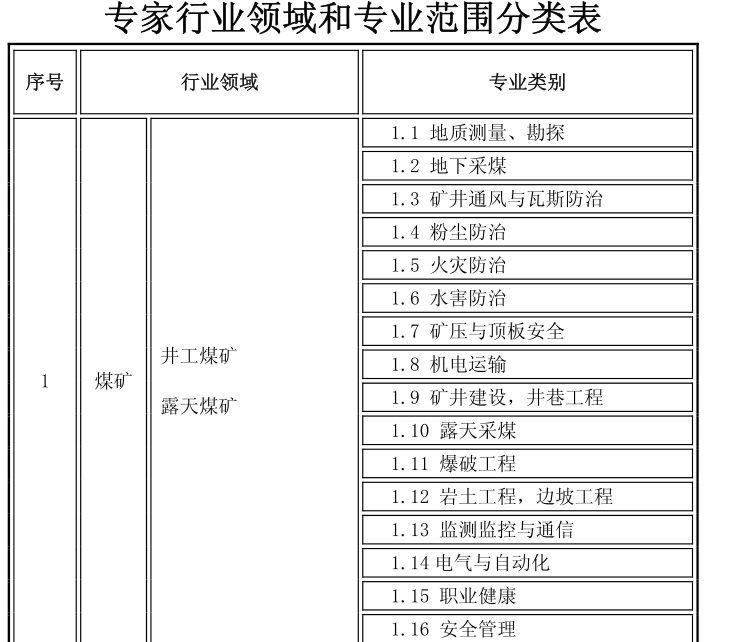 专家行业领域和专业范围分类表
序号 行业领域 专业类别
1 煤矿 井工煤矿
露天煤矿
1.1 地质测量、勘探
1.2 地下采煤
1.3 矿井通风与瓦斯防治
1.4 粉尘防治
1.5 火灾防治
1.6 水害防治
1.7 矿压与顶板安全
1.8 机电运输
1.9 矿井建设，井巷工程
1.10 露天采煤
1.11 爆破工程
1.12 岩土工程，边坡工程
1.13 监测监控与通信
1.14电气与自动化
1.15 职业健康
1.16 安全管理